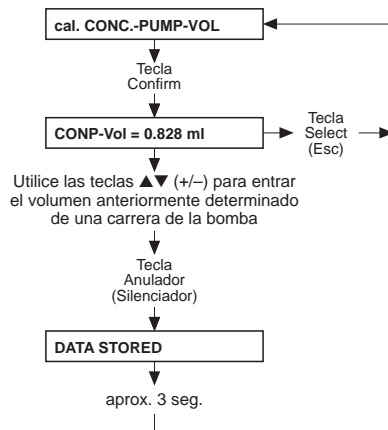 cal. CONC.-PUMP-VOL
Tecla
Confirm
CONP-Vol = 0.828 ml
Tecla
Select
(Esc)
Utilice las teclas ▲▼ (+/–) para entrar
el volumen anteriormente determinado
de una carrera de la bomba
Tecla
Anulador
(Silenciador)
DATA STORED
aprox. 3 seg.